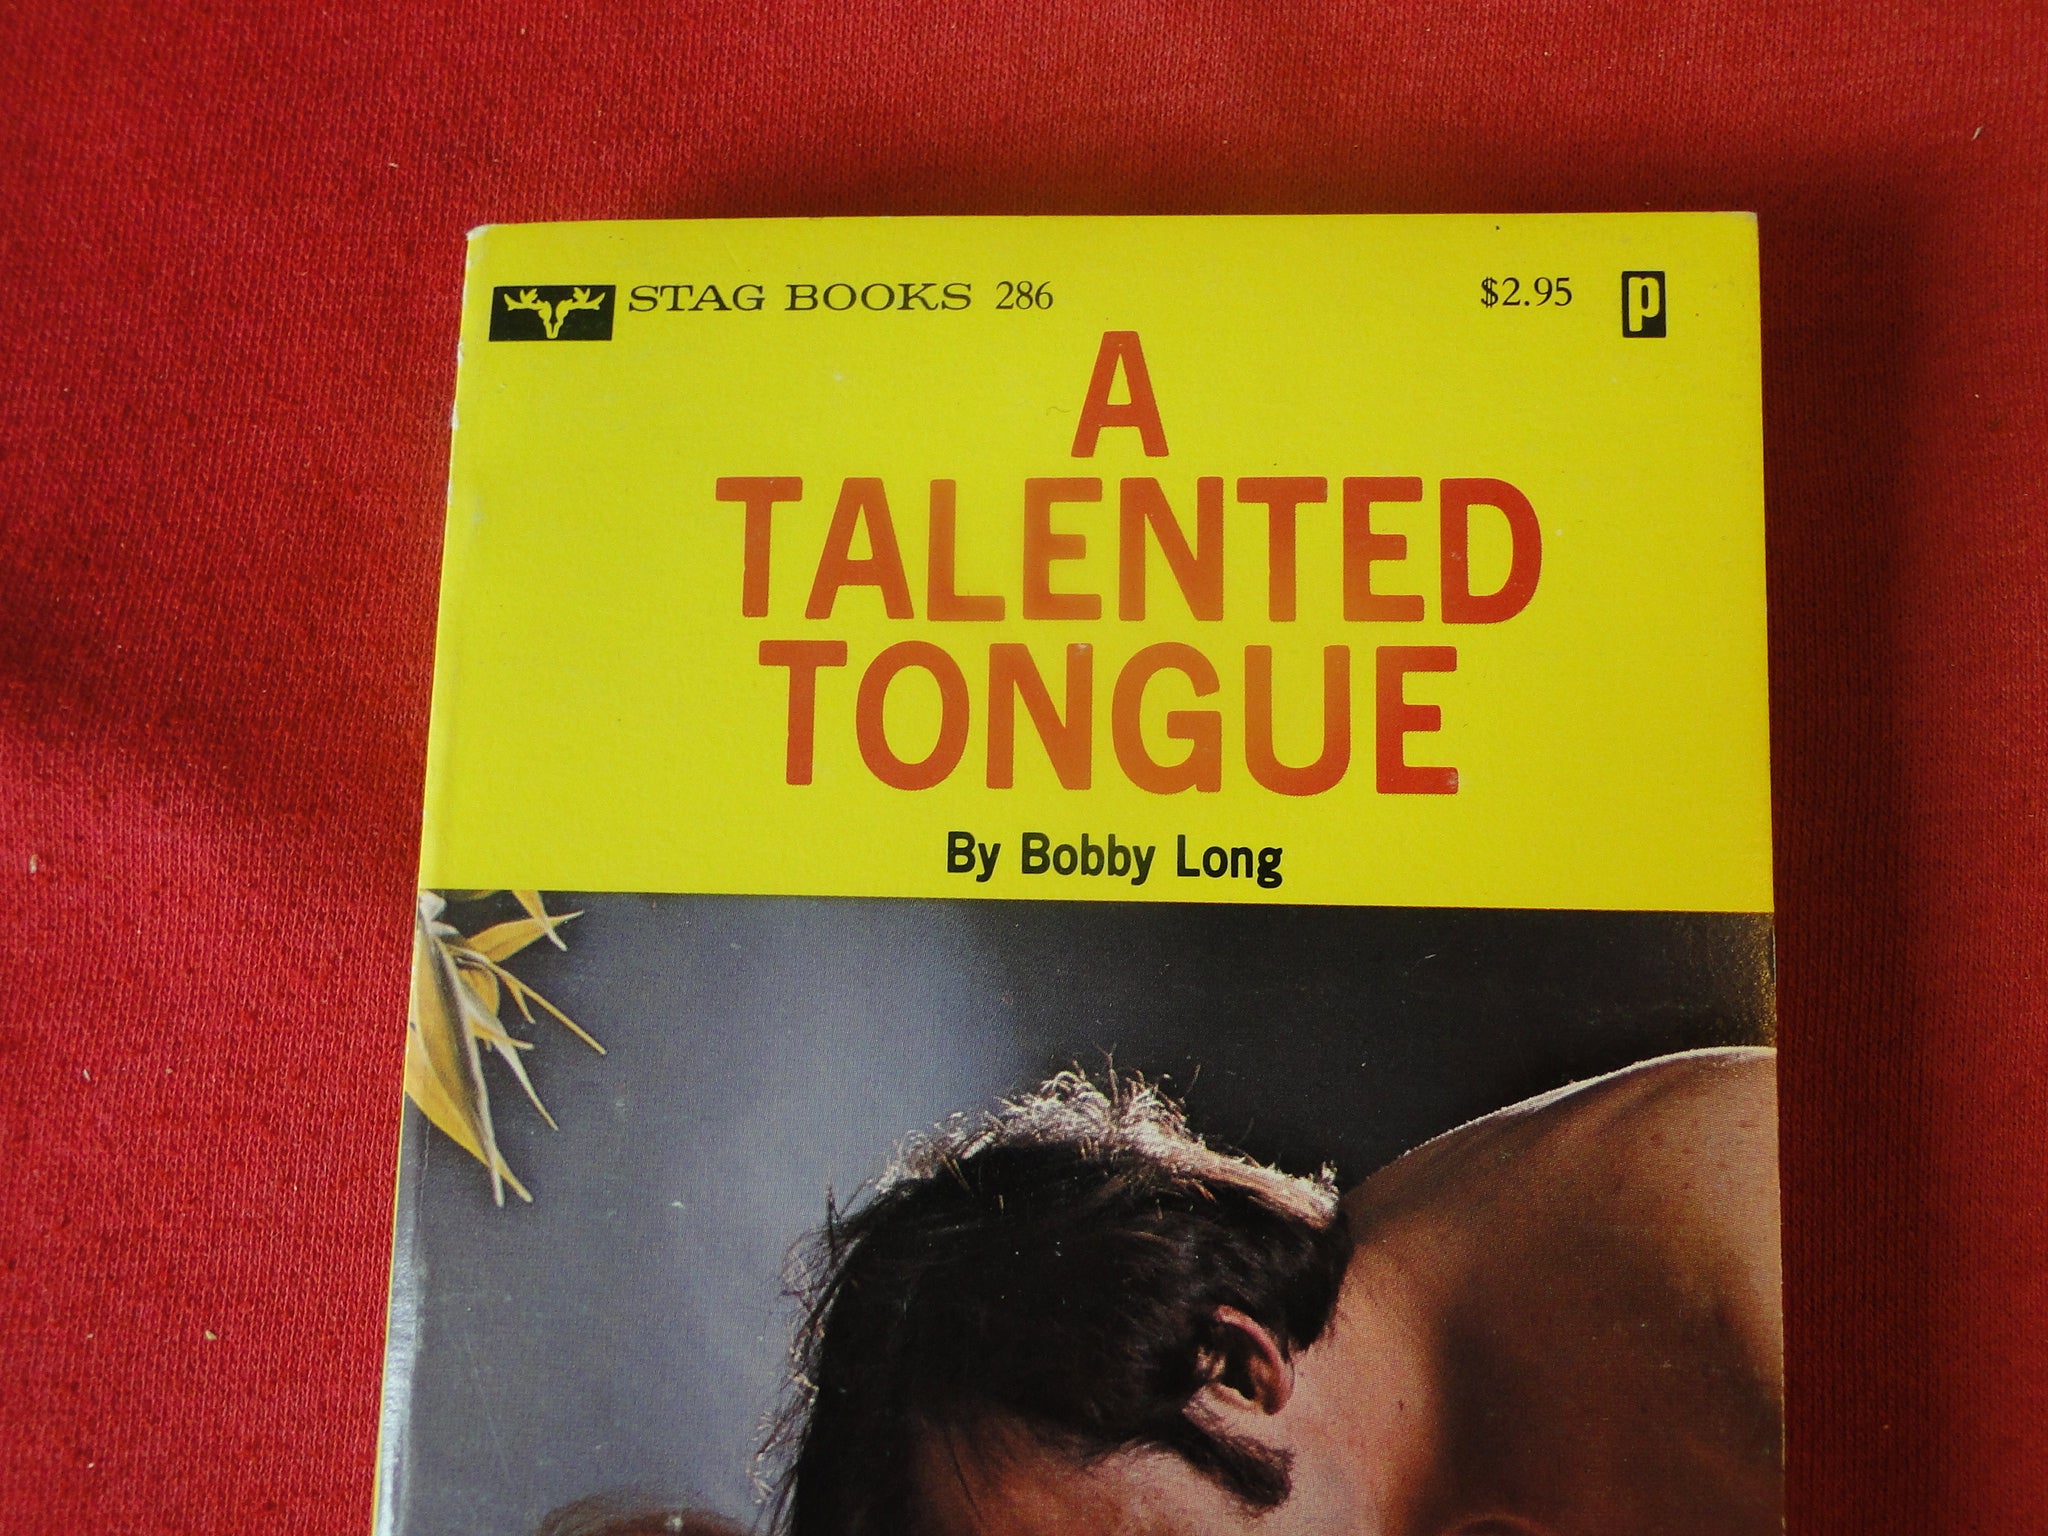 STAG BOOKS 286 $2.95 p
A
TALENTED
TONGUE
By Bobby Long